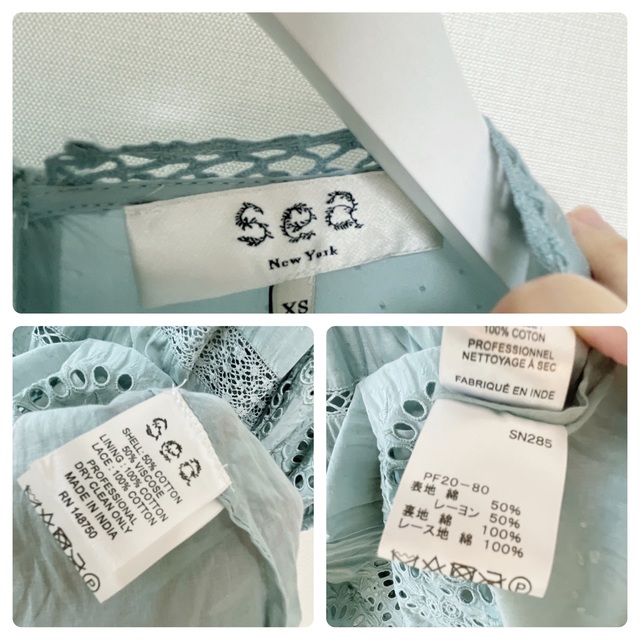 sea
New York
XS
sea
SHELL: 50% COTTON
50% VISCOSE
LINING: 100% COTTON
LACE: 100% COTTON
PROFESSIONAL
DRY CLEAN ONLY
MADE IN INDIA
RN 148750
100% COTON
PROFESSIONNEL
NETTOYAGE À SEC
FABRIQUÉ EN INDE
SN285
PF20-80
表地 綿 50%
レーヨン 50%
裏地 綿 100%
レース地 綿 100%